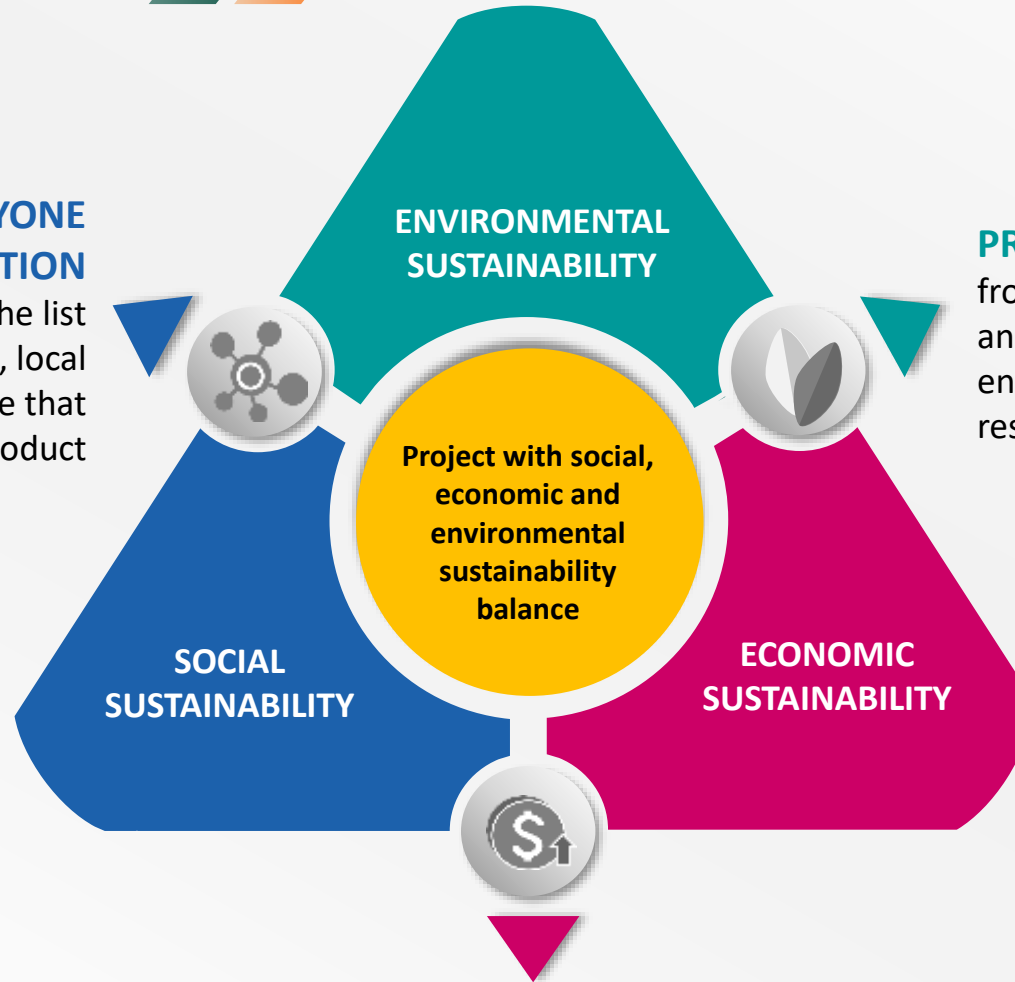 ENVIRONMENTAL
SUSTAINABILITY
YONE
TION
he list
, local
e that
oduct
PR
fro
an
en
res
Project with social,
economic and
environmental
sustainability
balance
SOCIAL
SUSTAINABILITY
ECONOMIC
SUSTAINABILITY
$